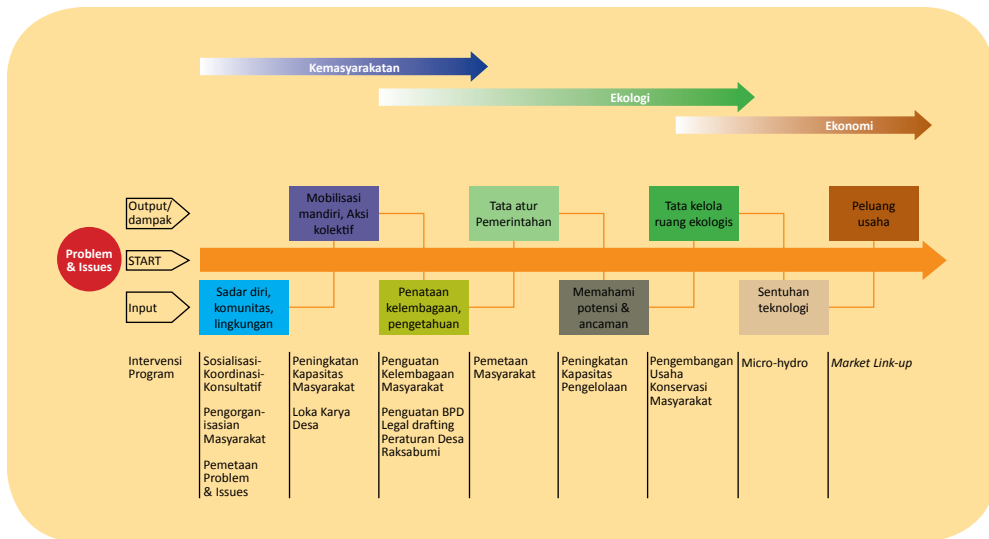 Kemasyarakatan
Ekologi
Ekonomi
Output/
dampak
Mobilisasi
mandiri, Aksi
kolektif
Tata atur
Pemerintahan
Tata kelola
ruang ekologis
Peluang
usaha
Problem
& Issues
START
Input
Sadar diri,
komunitas,
lingkungan
Penataan
kelembagaan,
pengetahuan
Memahami
potensi &
ancaman
Sentuhan
teknologi
Intervensi
Program
Sosialisasi-
Koordinasi-
Konsultatif
Pengorgan-
isasian
Masyarakat
Pemetaan
Problem
& Issues
Peningkatan
Kapasitas
Masyarakat
Loka Karya
Desa
Penguatan
Kelembagaan
Masyarakat
Penguatan BPD
Legal drafting
Peraturan Desa
Raksabumi
Pemetaan
Masyarakat
Peningkatan
Kapasitas
Pengelolaan
Pengembangan
Usaha
Konservasi
Masyarakat
Micro-hydro
Market Link-up